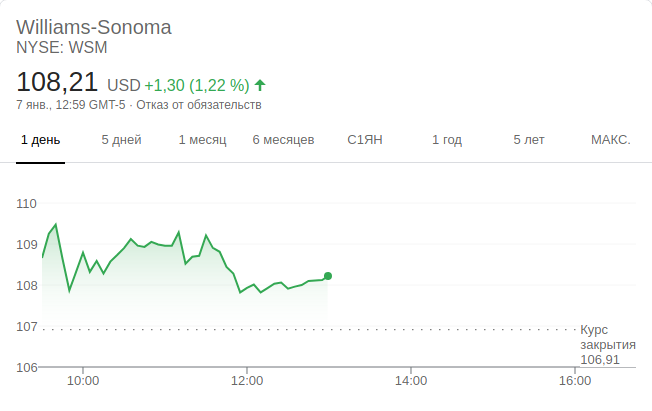 Williams-Sonoma
NYSE: WSM
108,21 USD +1,30 (1,22 %)
7 янв., 12:59 GMT-5 · Отказ от обязательств
1 день 5 дней 1 месяц 6 месяцев С1ЯН 1 год 5 лет МАКС.
110
109
108
107
Курс
закрытия
106,91
106
10:00 12:00 14:00 16:00